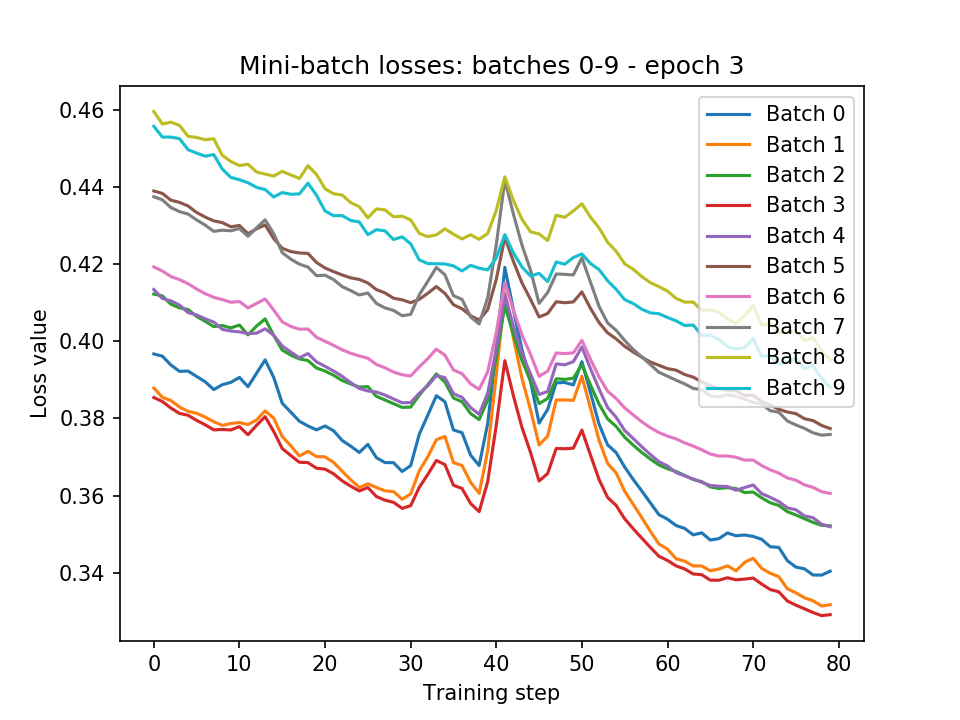 Mini-batch losses: batches 0-9 - epoch 3
0.46
0.44
0.42
0.40
0.38
0.36
0.34
Loss value
0 10 20 30 40 50 60 70 80
Training step
Batch 0
Batch 1
Batch 2
Batch 3
Batch 4
Batch 5
Batch 6
Batch 7
Batch 8
Batch 9